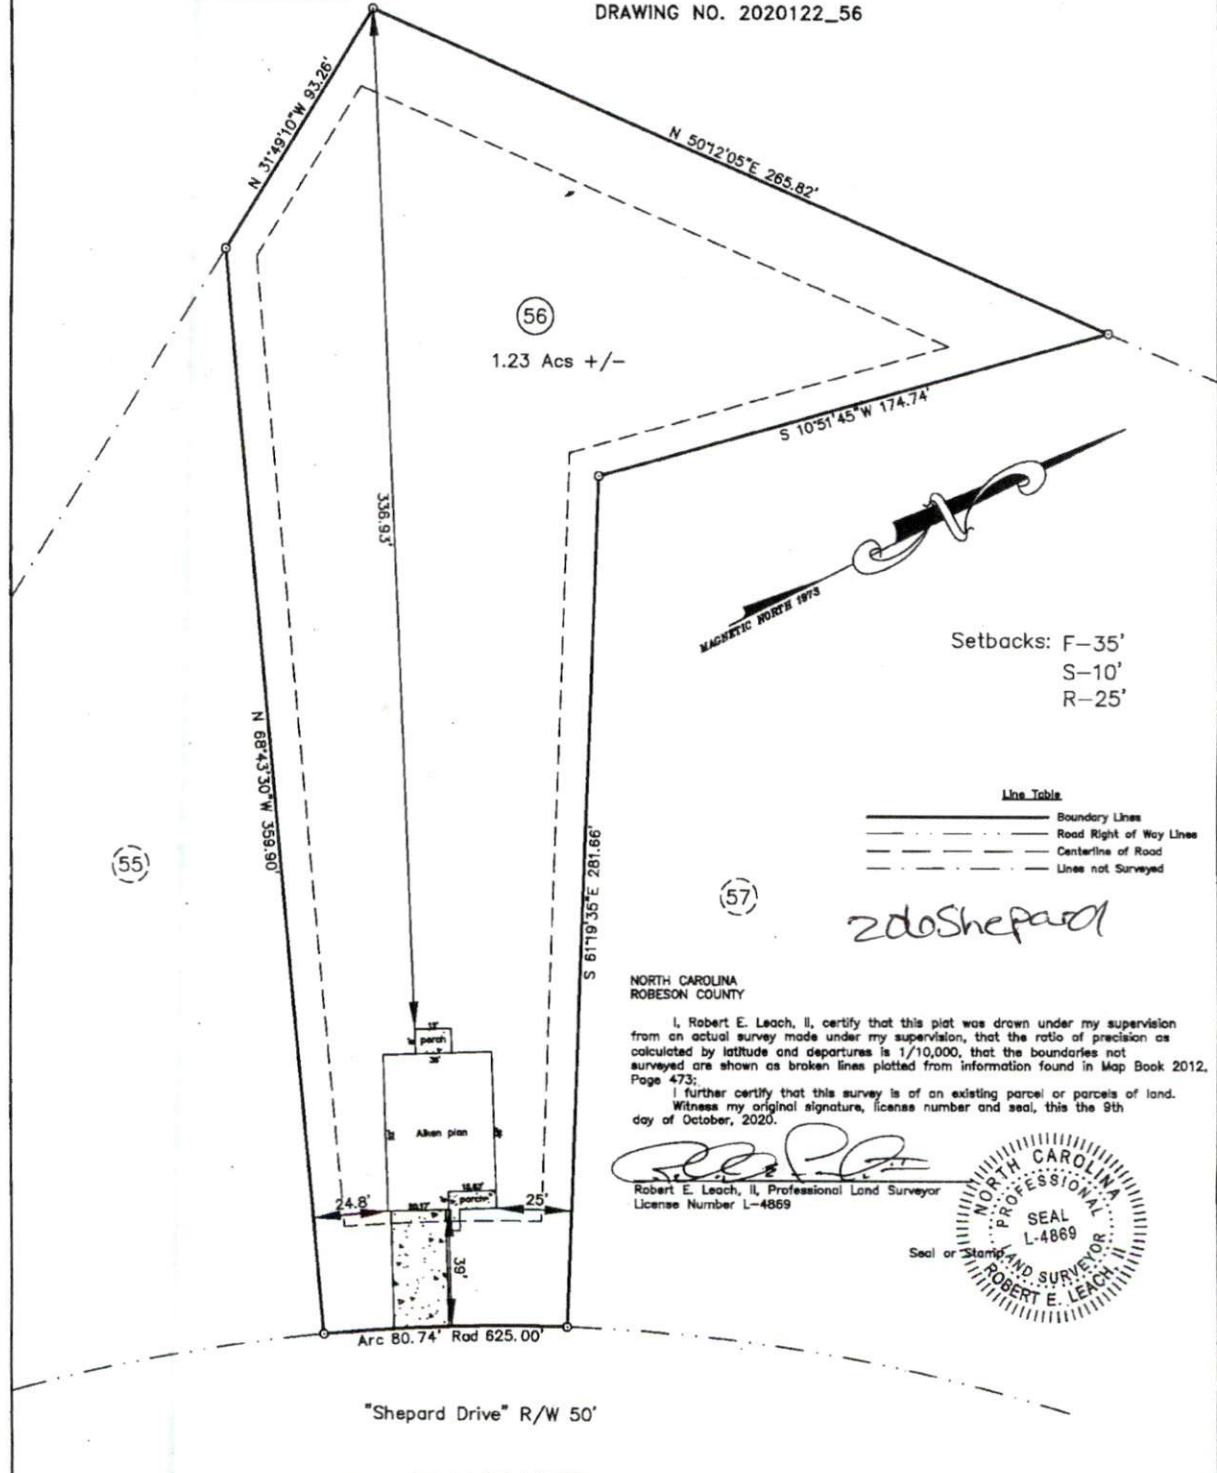 DRAWING NO. 2020122_56
N 31°49'10"W 93.26'
N 50°12'05"E 265.82'
56
1.23 Acs +/-
S 10°51'45"W 174.74'
336.93'
MAGNETIC NORTH 1973
N
Setbacks: F-35'
S-10'
R-25'
N 68°43'30"W 359.90'
Line Table
Boundary Lines
Road Right of Way Lines
Centerline of Road
Lines not Surveyed
55
S 61°19'35"E 281.66'
57
Shepard
NORTH CAROLINA
ROBESON COUNTY
I, Robert E. Leach, II, certify that this plat was drawn under my supervision
from an actual survey made under my supervision, that the ratio of precision as
calculated by latitude and departures is 1/10,000, that the boundaries not
surveyed are shown as broken lines plotted from information found in Map Book 2012,
Page 473;
I further certify that this survey is of an existing parcel or parcels of land.
Witness my original signature, license number and seal, this the 9th
day of October, 2020.
Robert E. Leach, II, Professional Land Surveyor
License Number L-4869
Seal or Stamp
NORTH CAROLINA
PROFESSIONAL
SEAL
L-4869
LAND SURVEYOR
ROBERT E. LEACH, II
12'
porch
Aiken plan
porch
24.8'
20.17'
25'
39'
Arc 80.74' Rad 625.00'
"Shepard Drive" R/W 50'